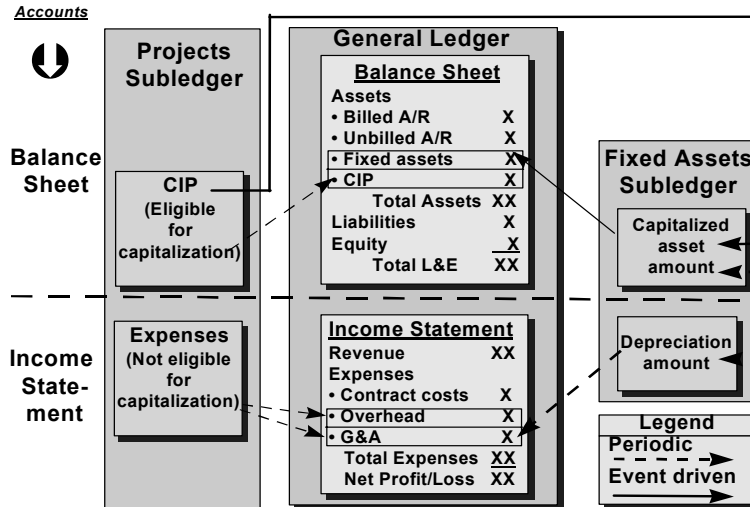 Accounts
Projects
Subledger
General Ledger
Balance
Sheet
CIP
(Eligible
for
capitalization)
Balance Sheet
Assets
• Billed A/R X
• Unbilled A/R X
• Fixed assets X
• CIP X
Total Assets XX
Liabilities X
Equity X
Total L&E XX
Fixed Assets
Subledger
Capitalized
asset
amount
Income
State-
ment
Expenses
(Not eligible
for
capitalization)
Income Statement
Revenue XX
Expenses
• Contract costs X
• Overhead X
• G&A X
Total Expenses XX
Net Profit/Loss XX
Depreciation
amount
Legend
Periodic
Event driven